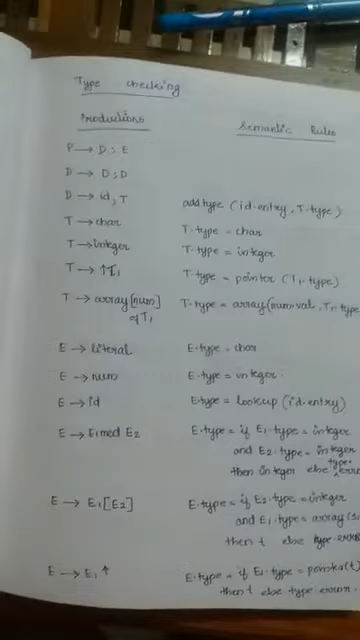 Type checking
Productions Semantic Rules
P → D ; E
D → D ; D
D → id ; T addtype (id.entry, T.type)
T → char T.type = char
T → integer T.type = integer
T → ↑T₁ T.type = pointer (T₁.type)
T → array[num] T.type = array(num.val, T₁.type
of T₁
E → literal E.type = char
E → num E.type = integer.
E → id E.type = lookup (id.entry)
E → E₁ mod E₂ E.type = if E₁.type = integer
and E₂.type = integer
then integer else type.erro
E → E₁[E₂] E.type = if E₂.type = integer
and E₁.type = array(s,
then t else type error
E → E₁ ↑ E.type = if E₁.type = pointer(t)
then t else type error.